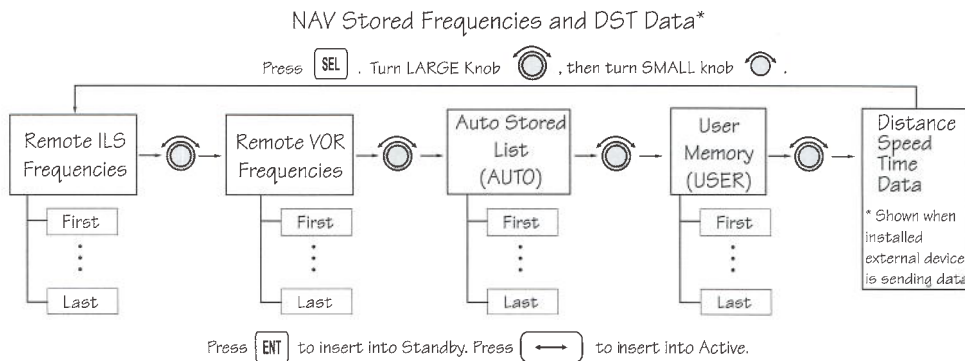 NAV Stored Frequencies and DST Data*
Press SEL . Turn LARGE Knob , then turn SMALL knob .
Remote ILS
Frequencies
First
Last
Remote VOR
Frequencies
First
Last
Auto Stored
List
(AUTO)
First
Last
User
Memory
(USER)
First
Last
Distance
Speed
Time
Data
* Shown when
installed
external device
is sending data
Press ENT to insert into Standby. Press to insert into Active.